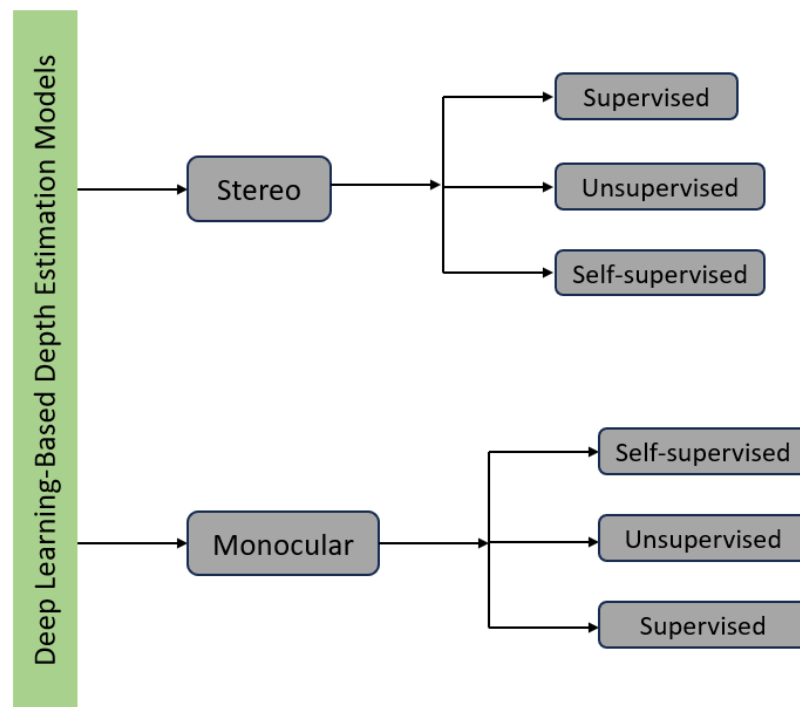 Deep Learning-Based Depth Estimation Models
Stereo
Supervised
Unsupervised
Self-supervised
Monocular
Self-supervised
Unsupervised
Supervised